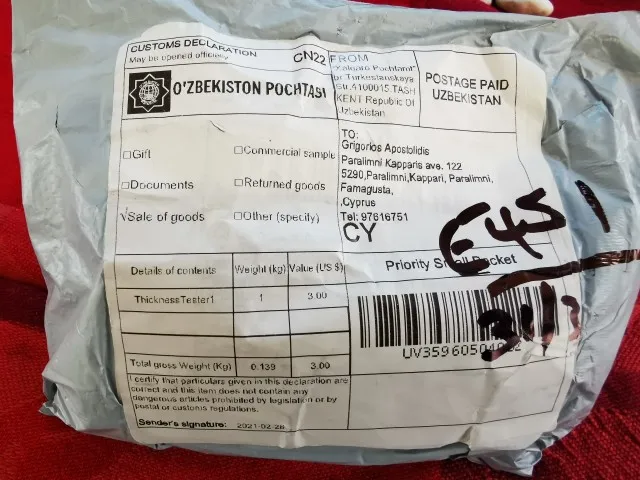 CUSTOMS DECLARATION
May be opened officially
CN22
FROM
"Xalqaro Pochtamt"
ur.Turkestanskaya
Str.4100015.TASH
KENT Republic Of
Uzbekistan
POSTAGE PAID
UZBEKISTAN
O'ZBEKISTON POCHTASI
□Gift
□Commercial sample
□Documents
□Returned goods
√Sale of goods
□Other (specify)
TO:
Grigorios Apostolidis
Paralimni Kapparis ave. 122
5290,Paralimni,Kappari, Paralimni,
Famagusta,
,Cyprus
Tel: 97616751
CY
E451
Details of contents Weight (kg) Value (US $)
ThicknessTester1 1 3.00
Total gross Weight (Kg) 0.139 3.00
Priority Small Packet
I certify that particulars given in this declaration are
correct and this item does not contain any
dangerous articles prohibited by legislation or by
postal or customs regulations.
Sender's signature: 2021-02-28